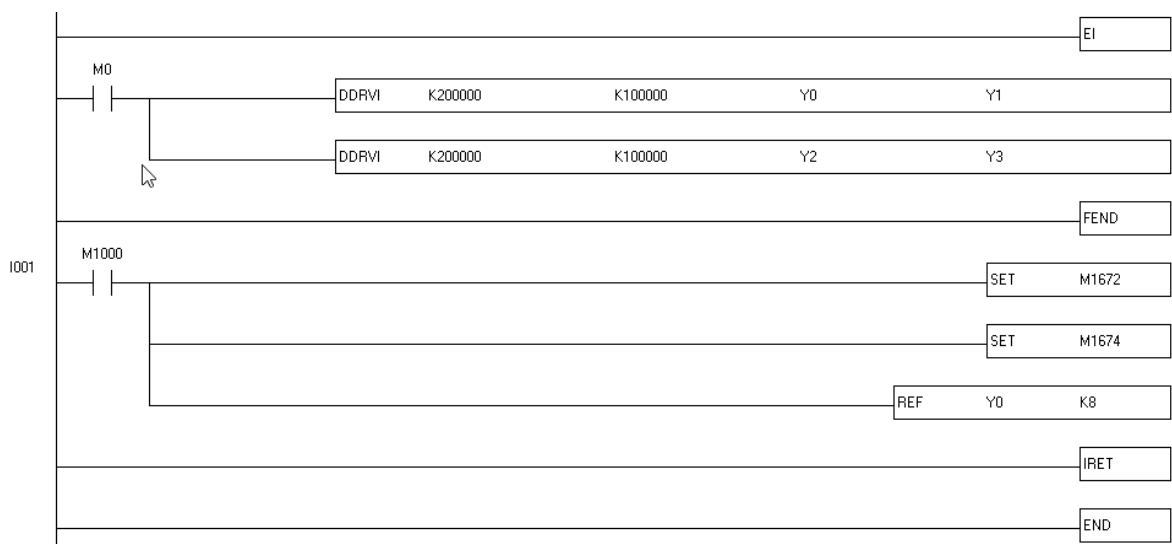 EI
M0
DDRVI K200000 K100000 Y0 Y1
DDRVI K200000 K100000 Y2 Y3
FEND
M1000
I001
SET M1672
SET M1674
REF Y0 K8
IRET
END